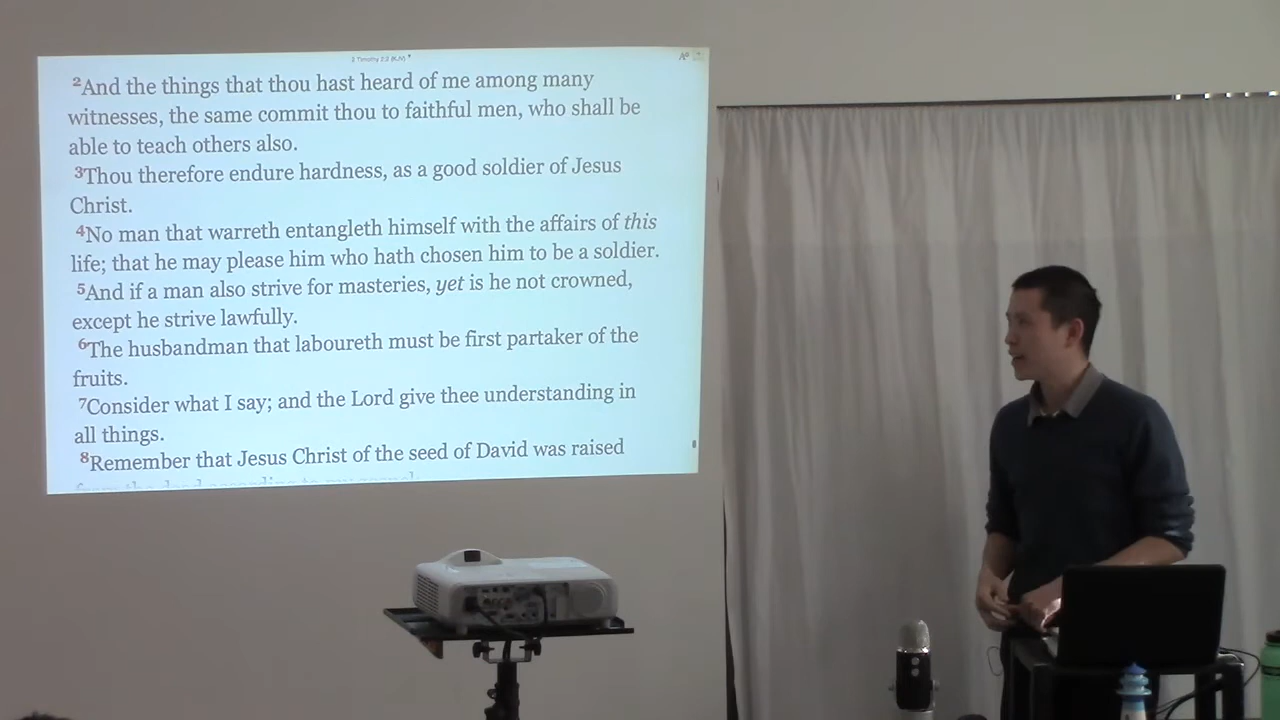 2 Timothy 2:3 (KJV)
2And the things that thou hast heard of me among many
witnesses, the same commit thou to faithful men, who shall be
able to teach others also.
3Thou therefore endure hardness, as a good soldier of Jesus
Christ.
4No man that warreth entangleth himself with the affairs of this
life; that he may please him who hath chosen him to be a soldier.
5And if a man also strive for masteries, yet is he not crowned,
except he strive lawfully.
6The husbandman that laboureth must be first partaker of the
fruits.
7Consider what I say; and the Lord give thee understanding in
all things.
8Remember that Jesus Christ of the seed of David was raised